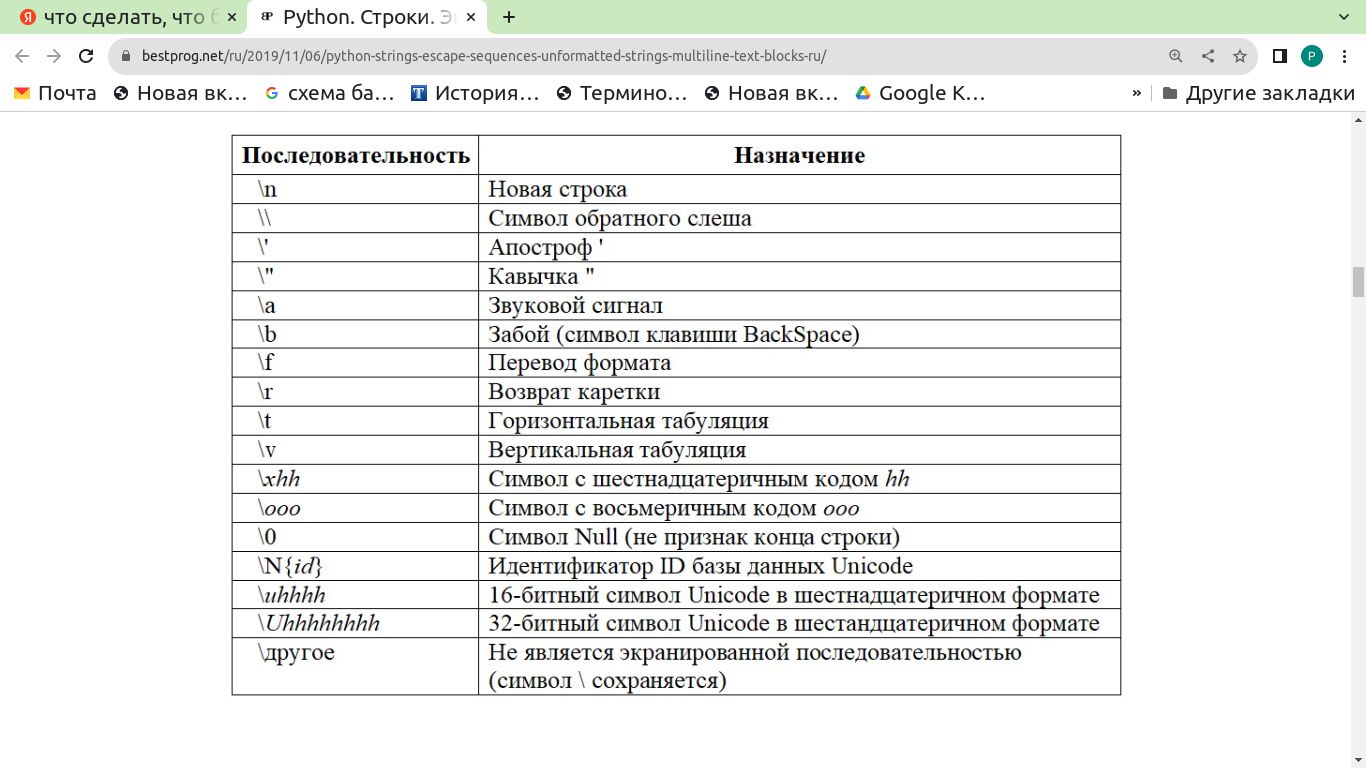 что сделать, что б
Python. Строки. Э
bestprog.net/ru/2019/11/06/python-strings-escape-sequences-unformatted-strings-multiline-text-blocks-ru/
P
Почта Новая вк… схема ба… История… Термино… Новая вк… Google К… » Другие закладки
Последовательность Назначение
\n Новая строка
\\ Символ обратного слеша
\' Апостроф '
\" Кавычка "
\a Звуковой сигнал
\b Забой (символ клавиши BackSpace)
\f Перевод формата
\r Возврат каретки
\t Горизонтальная табуляция
\v Вертикальная табуляция
\xhh Символ с шестнадцатеричным кодом hh
\ooo Символ с восьмеричным кодом ooo
\0 Символ Null (не признак конца строки)
\N{id} Идентификатор ID базы данных Unicode
\uhhhh 16-битный символ Unicode в шестнадцатеричном формате
\Uhhhhhhhh 32-битный символ Unicode в шестандцатеричном формате
\другое Не является экранированной последовательностью
(символ \ сохраняется)